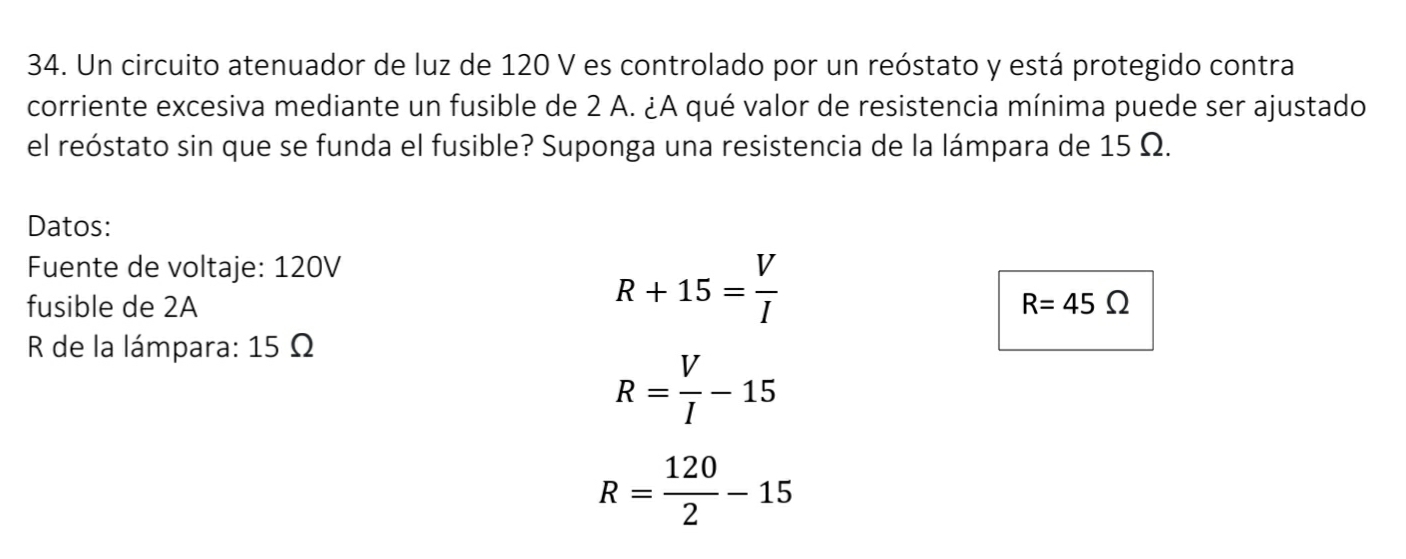 34. Un circuito atenuador de luz de 120 V es controlado por un reóstato y está protegido contra
corriente excesiva mediante un fusible de 2 A. ¿A qué valor de resistencia mínima puede ser ajustado
el reóstato sin que se funda el fusible? Suponga una resistencia de la lámpara de 15 Ω.
Datos:
Fuente de voltaje: 120V
fusible de 2A
R de la lámpara: 15 Ω
R + 15 = V/I
R = V/I − 15
R = 120/2 − 15
R= 45 Ω